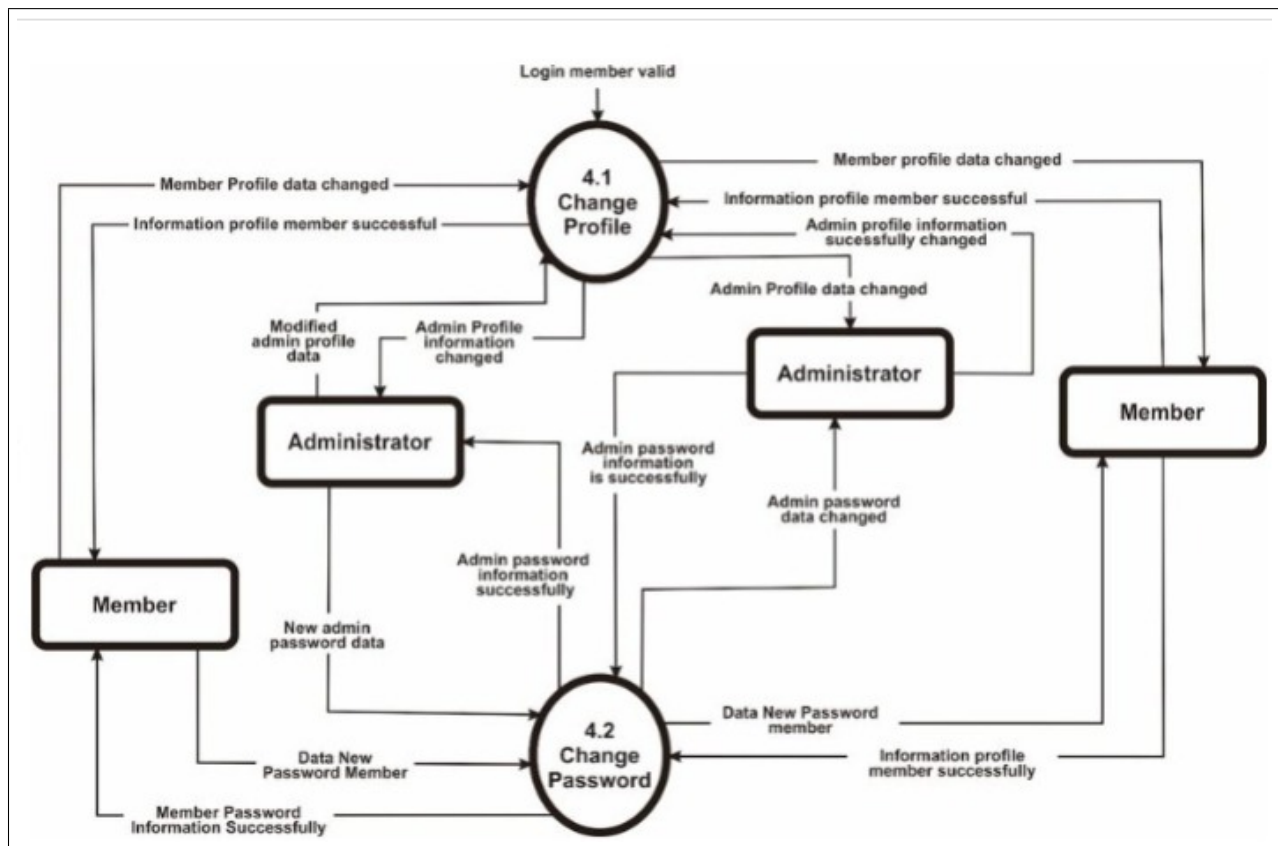 Login member valid
4.1
Change
Profile
Member Profile data changed
Member profile data changed
Information profile member successful
Information profile member successful
Admin profile information
sucessfully changed
Admin Profile data changed
Modified
admin profile
data
Admin Profile
information
changed
Administrator
Administrator
Member
Admin password
information
is successfully
Admin password
data changed
Admin password
information
successfully
Member
New admin
password data
4.2
Change
Password
Data New Password
member
Data New
Password Member
Information profile
member successfully
Member Password
Information Successfully